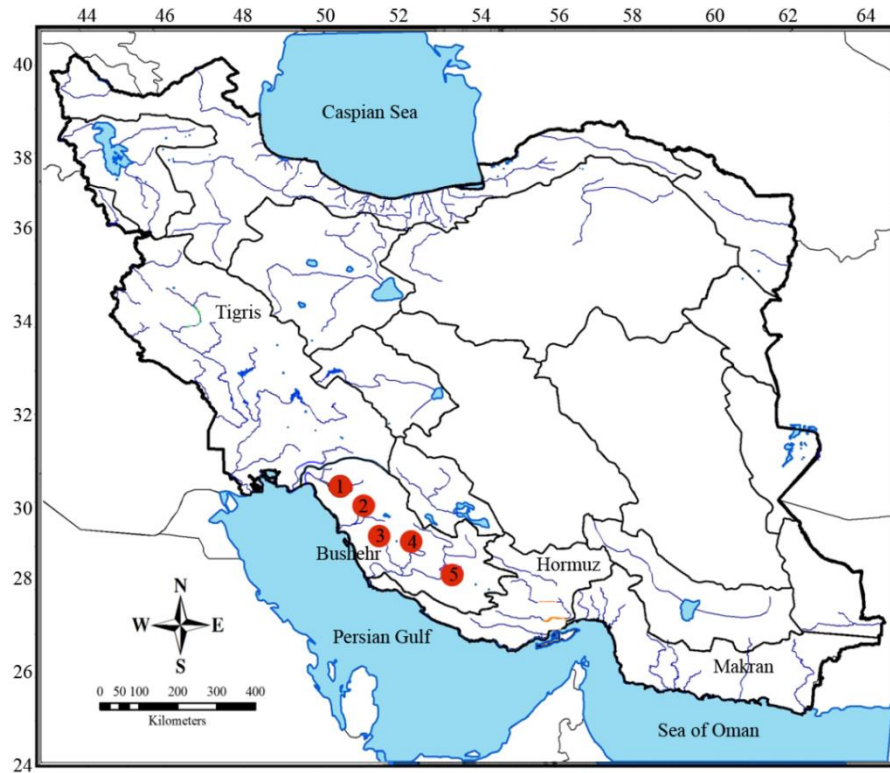 44 46 48 50 52 54 56 58 60 62 64
40
Caspian Sea
38
36
Tigris
34
32
30
1
2
3
4
Bushehr
Hormuz
28
5
N
W E
S
Persian Gulf
26
Makran
0 50 100 200 300 400
Kilometers
Sea of Oman
24